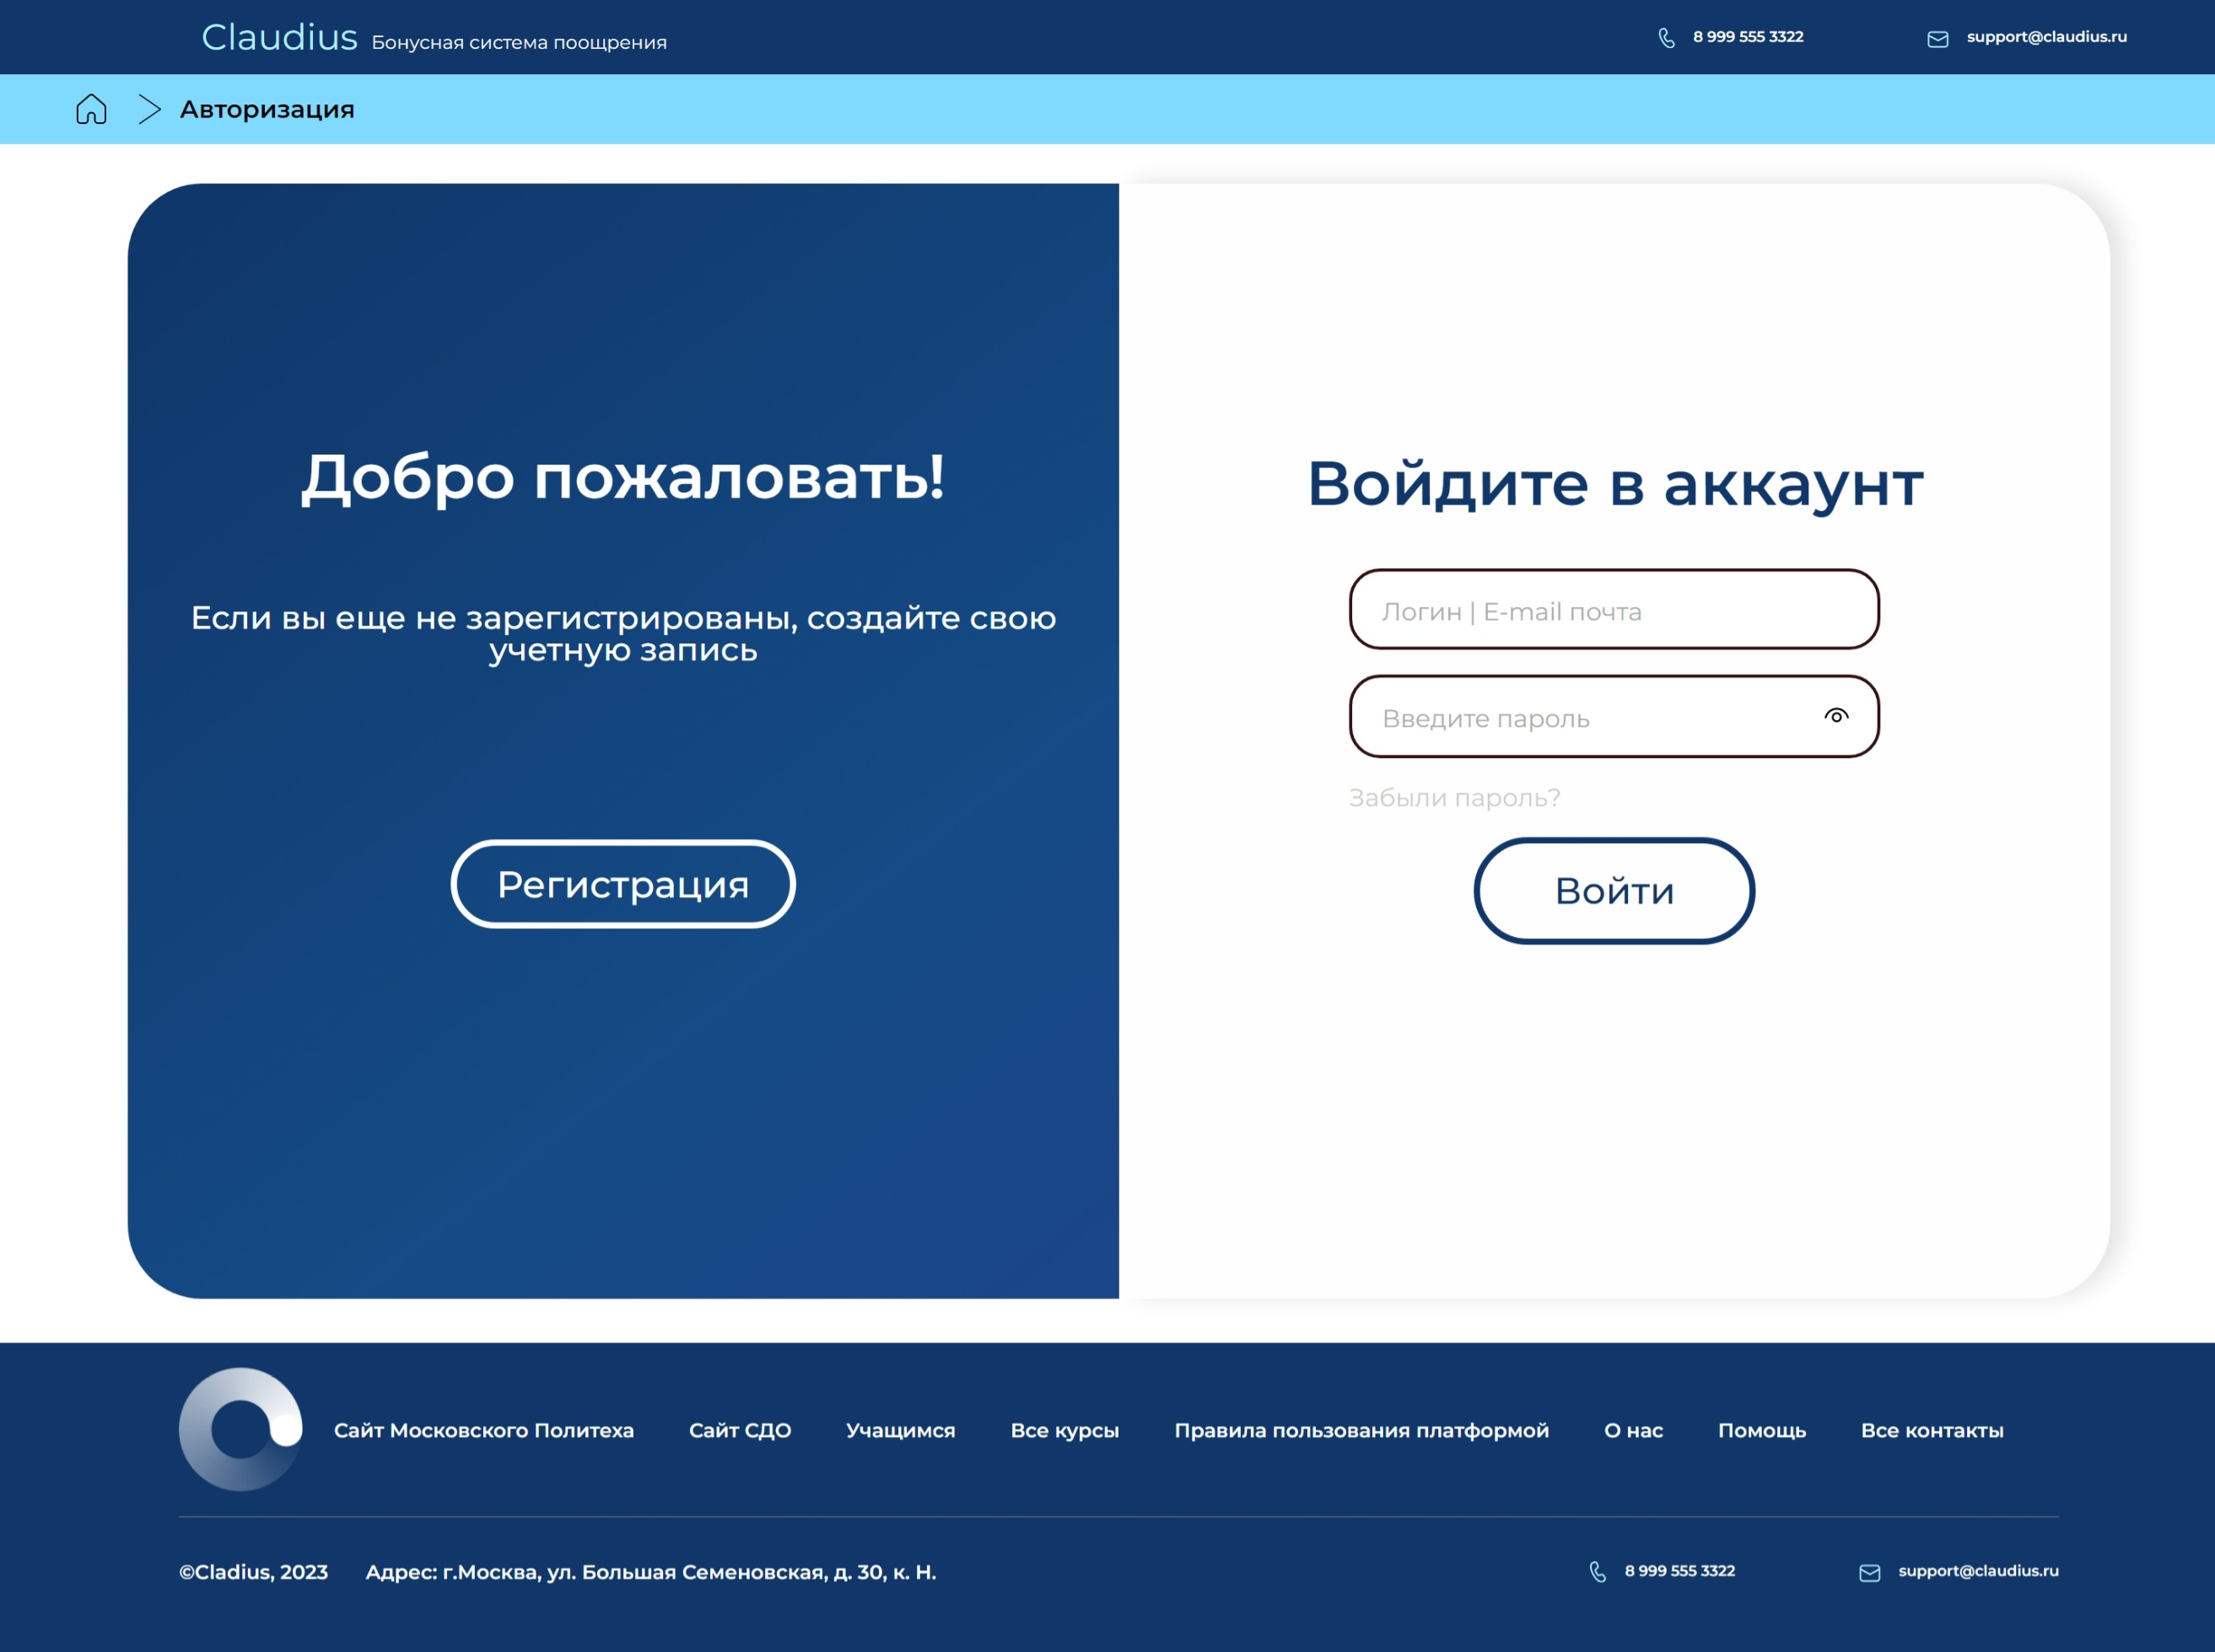 Claudius Бонусная система поощрения
8 999 555 3322
support@claudius.ru
Авторизация
Добро пожаловать!
Если вы еще не зарегистрированы, создайте свою
учетную запись
Регистрация
Войдите в аккаунт
Логин | E-mail почта
Введите пароль
Забыли пароль?
Войти
Сайт Московского Политеха
Сайт СДО
Учащимся
Все курсы
Правила пользования платформой
О нас
Помощь
Все контакты
©Cladius, 2023
Адрес: г.Москва, ул. Большая Семеновская, д. 30, к. Н.
8 999 555 3322
support@claudius.ru